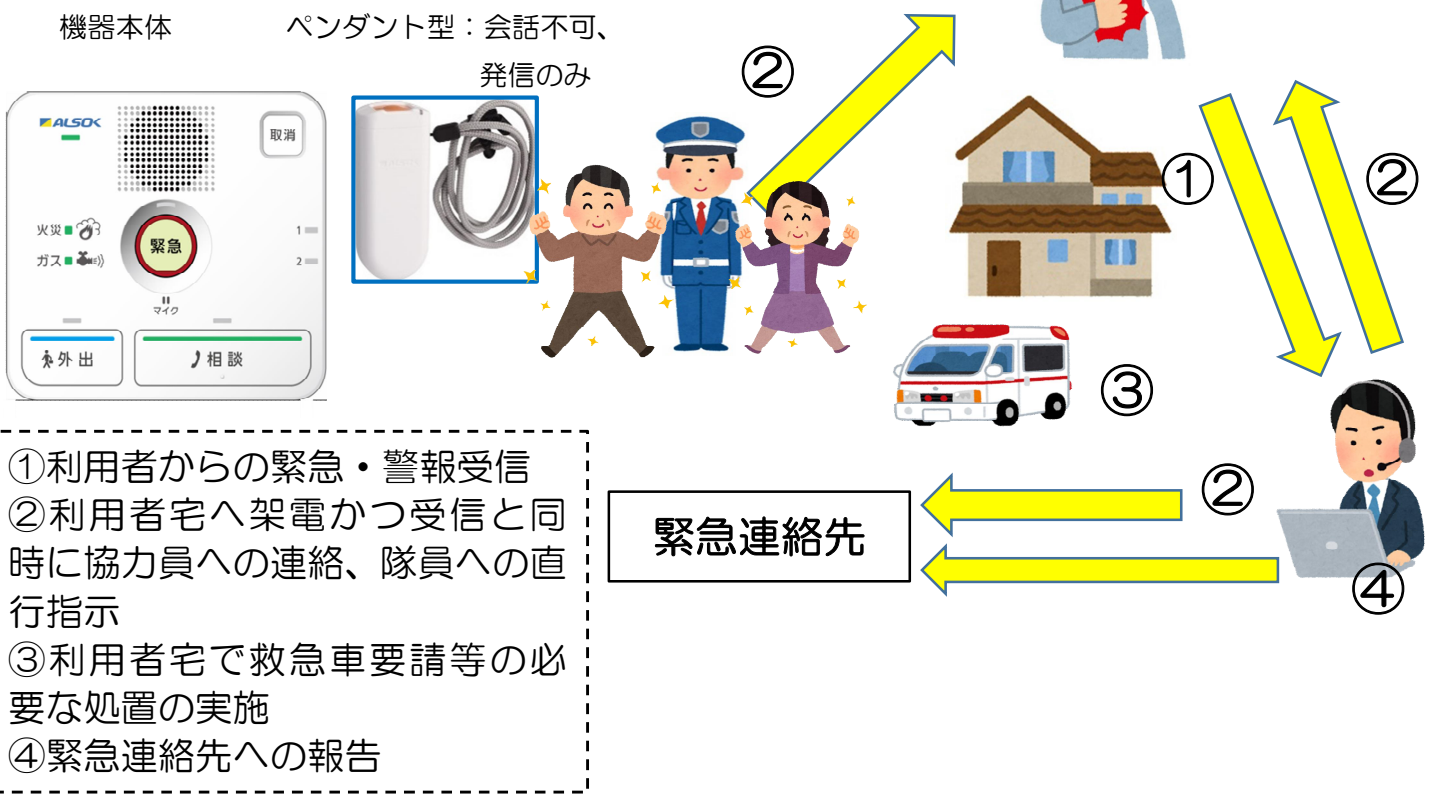 機器本体
ペンダント型：会話不可、
発信のみ
②
ALSOK
取消
火災
ガス
緊急
1
2
マイク
外出
相談
①
②
③
①利用者からの緊急・警報受信
②利用者宅へ架電かつ受信と同
時に協力員への連絡、隊員への直
行指示
③利用者宅で救急車要請等の必
要な処置の実施
④緊急連絡先への報告
緊急連絡先
②
④